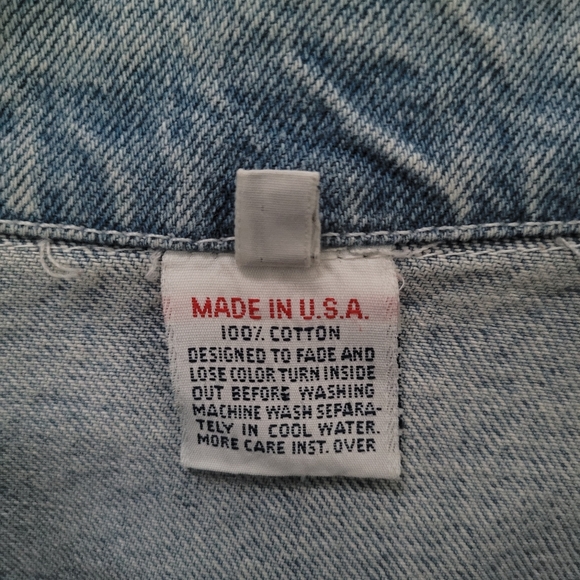 MADE IN U.S.A.
100% COTTON
DESIGNED TO FADE AND
LOSE COLOR TURN INSIDE
OUT BEFORE WASHING
MACHINE WASH SEPARA-
TELY IN COOL WATER.
MORE CARE INST. OVER